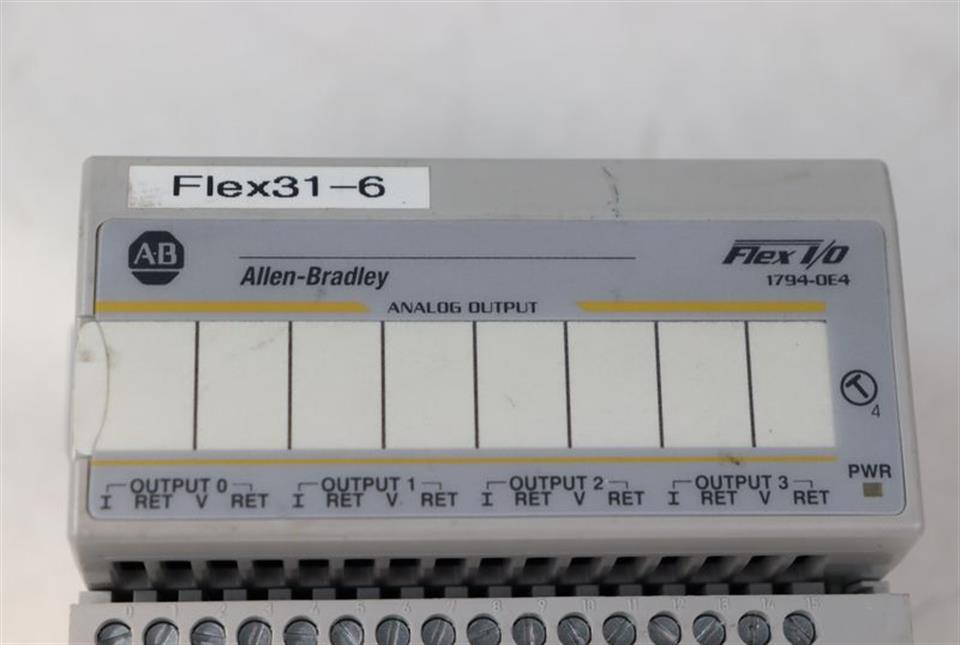 Flex31-6
A-B
Allen-Bradley
Flex I/O
1794-OE4
ANALOG OUTPUT
4
PWR
OUTPUT 0 OUTPUT 1 OUTPUT 2 OUTPUT 3
I RET V RET I RET V RET I RET V RET I RET V RET
0 1 2 3 4 5 6 7 8 9 10 11 12 13 14 15